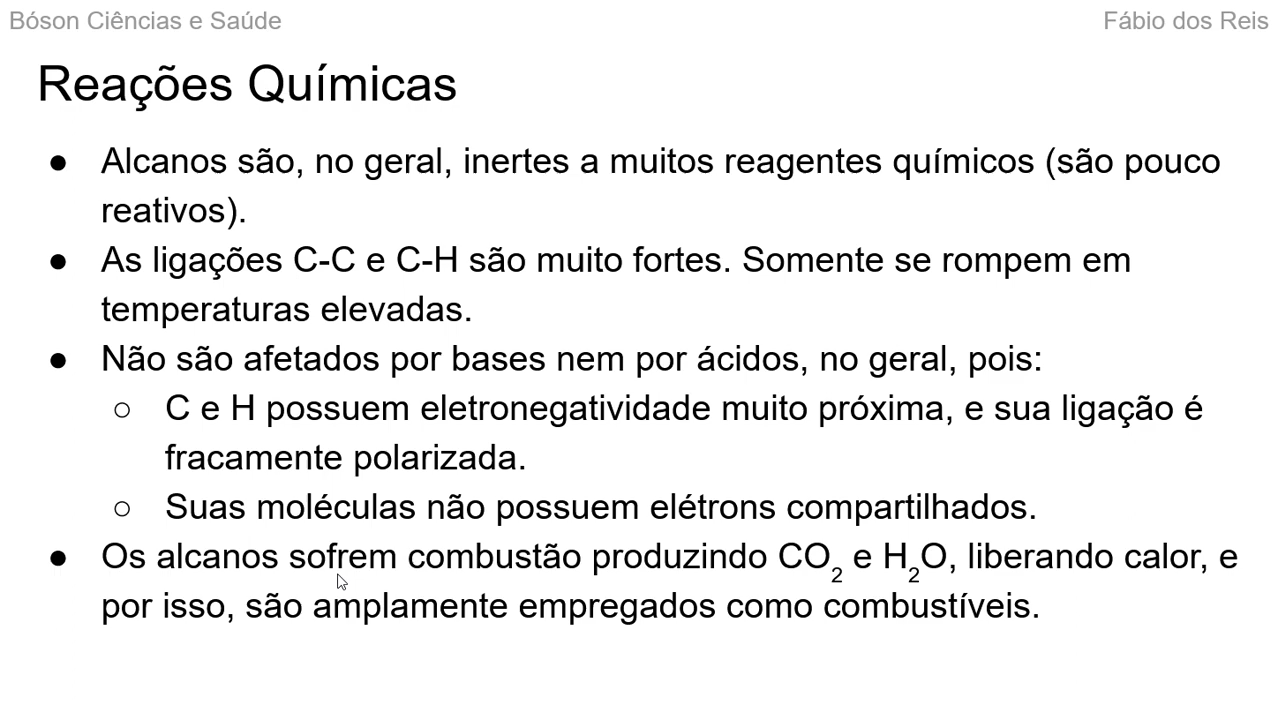 Bóson Ciências e Saúde
Fábio dos Reis
Reações Químicas
● Alcanos são, no geral, inertes a muitos reagentes químicos (são pouco
reativos).
● As ligações C-C e C-H são muito fortes. Somente se rompem em
temperaturas elevadas.
● Não são afetados por bases nem por ácidos, no geral, pois:
○ C e H possuem eletronegatividade muito próxima, e sua ligação é
fracamente polarizada.
○ Suas moléculas não possuem elétrons compartilhados.
● Os alcanos sofrem combustão produzindo CO₂ e H₂O, liberando calor, e
por isso, são amplamente empregados como combustíveis.